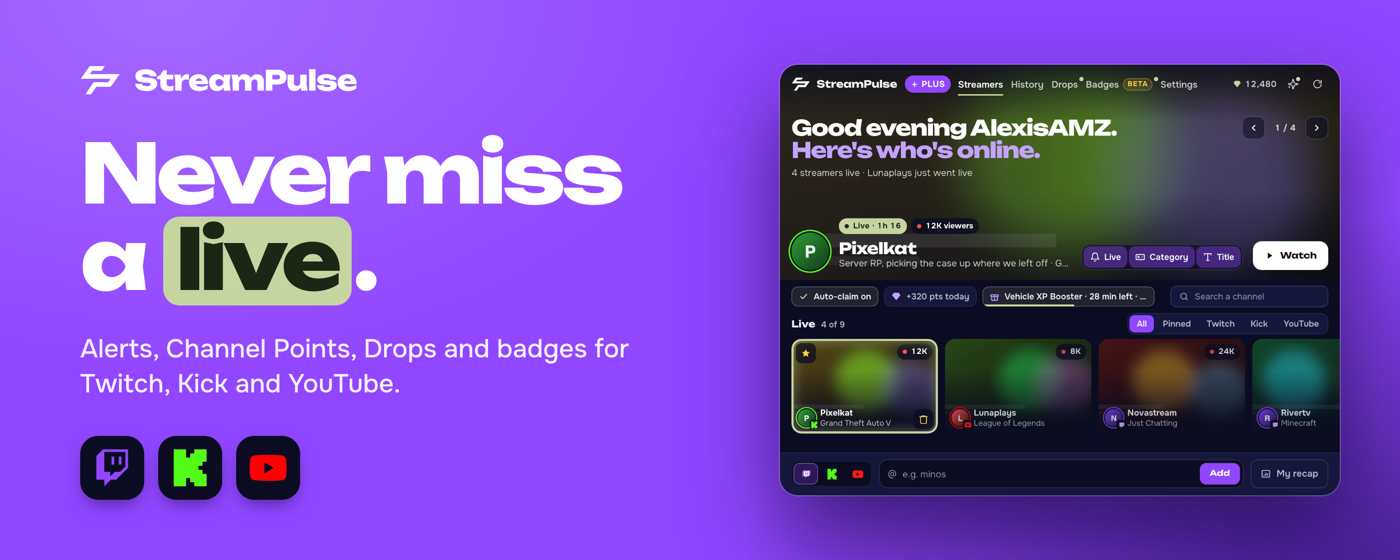 StreamPulse
Never miss
a live.
Alerts, Channel Points, Drops and badges for
Twitch, Kick and YouTube.
StreamPulse
+ PLUS
Streamers
History
Drops
Badges
BETA
Settings
12,480
Good evening AlexisAMZ.
1 / 4
Here's who's online.
4 streamers live · Lunaplays just went live
Live · 1h 16
12K viewers
P
Pixelkat
Server RP, picking the case up where we left off · G...
Live
Category
Title
Watch
Auto-claim on
+320 pts today
Vehicle XP Booster · 28 min left · ...
Search a channel
Live 4 of 9
All
Pinned
Twitch
Kick
YouTube
12K
8K
24K
P
Pixelkat
Grand Theft Auto V
L
Lunaplays
League of Legends
N
Novastream
Just Chatting
R
Rivertv
Minecraft
@ e.g. minos
Add
My recap